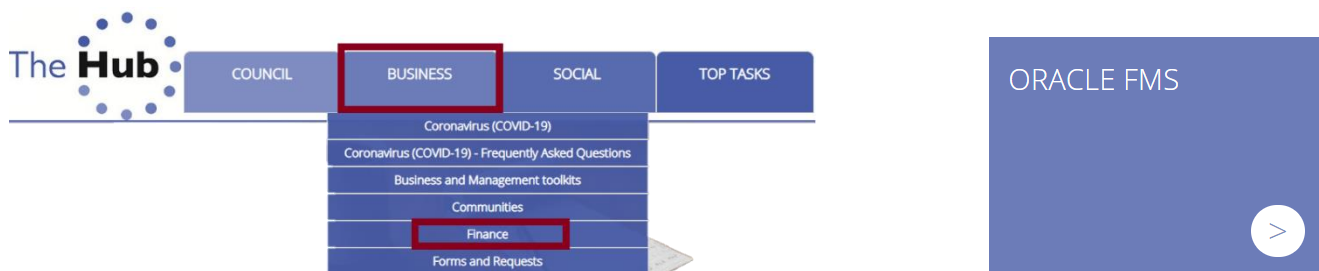 The Hub
COUNCIL
BUSINESS
SOCIAL
TOP TASKS
Coronavirus (COVID-19)
Coronavirus (COVID-19) - Frequently Asked Questions
Business and Management toolkits
Communities
Finance
Forms and Requests
ORACLE FMS
>